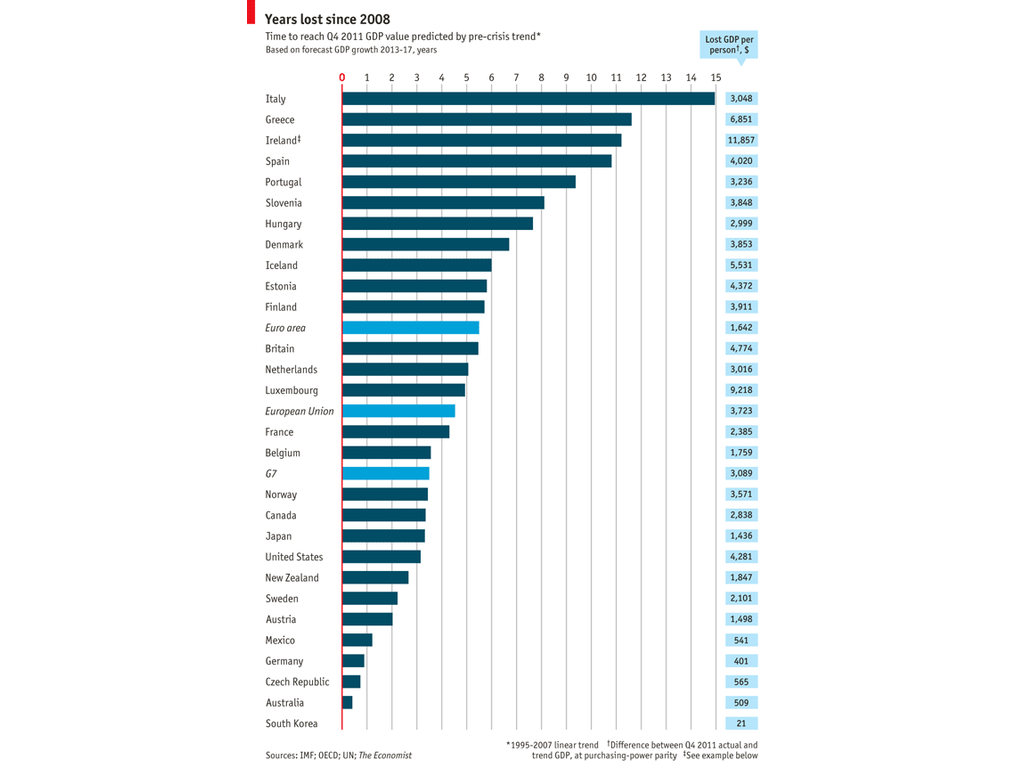 Years lost since 2008
Time to reach Q4 2011 GDP value predicted by pre-crisis trend*
Based on forecast GDP growth 2013-17, years
Lost GDP per
person†, $
0 1 2 3 4 5 6 7 8 9 10 11 12 13 14 15
Italy 3,048
Greece 6,851
Ireland‡ 11,857
Spain 4,020
Portugal 3,236
Slovenia 3,848
Hungary 2,999
Denmark 3,853
Iceland 5,531
Estonia 4,372
Finland 3,911
Euro area 1,642
Britain 4,774
Netherlands 3,016
Luxembourg 9,218
European Union 3,723
France 2,385
Belgium 1,759
G7 3,089
Norway 3,571
Canada 2,838
Japan 1,436
United States 4,281
New Zealand 1,847
Sweden 2,101
Austria 1,498
Mexico 541
Germany 401
Czech Republic 565
Australia 509
South Korea 21
*1995-2007 linear trend †Difference between Q4 2011 actual and
Sources: IMF; OECD; UN; The Economist trend GDP, at purchasing-power parity ‡See example below